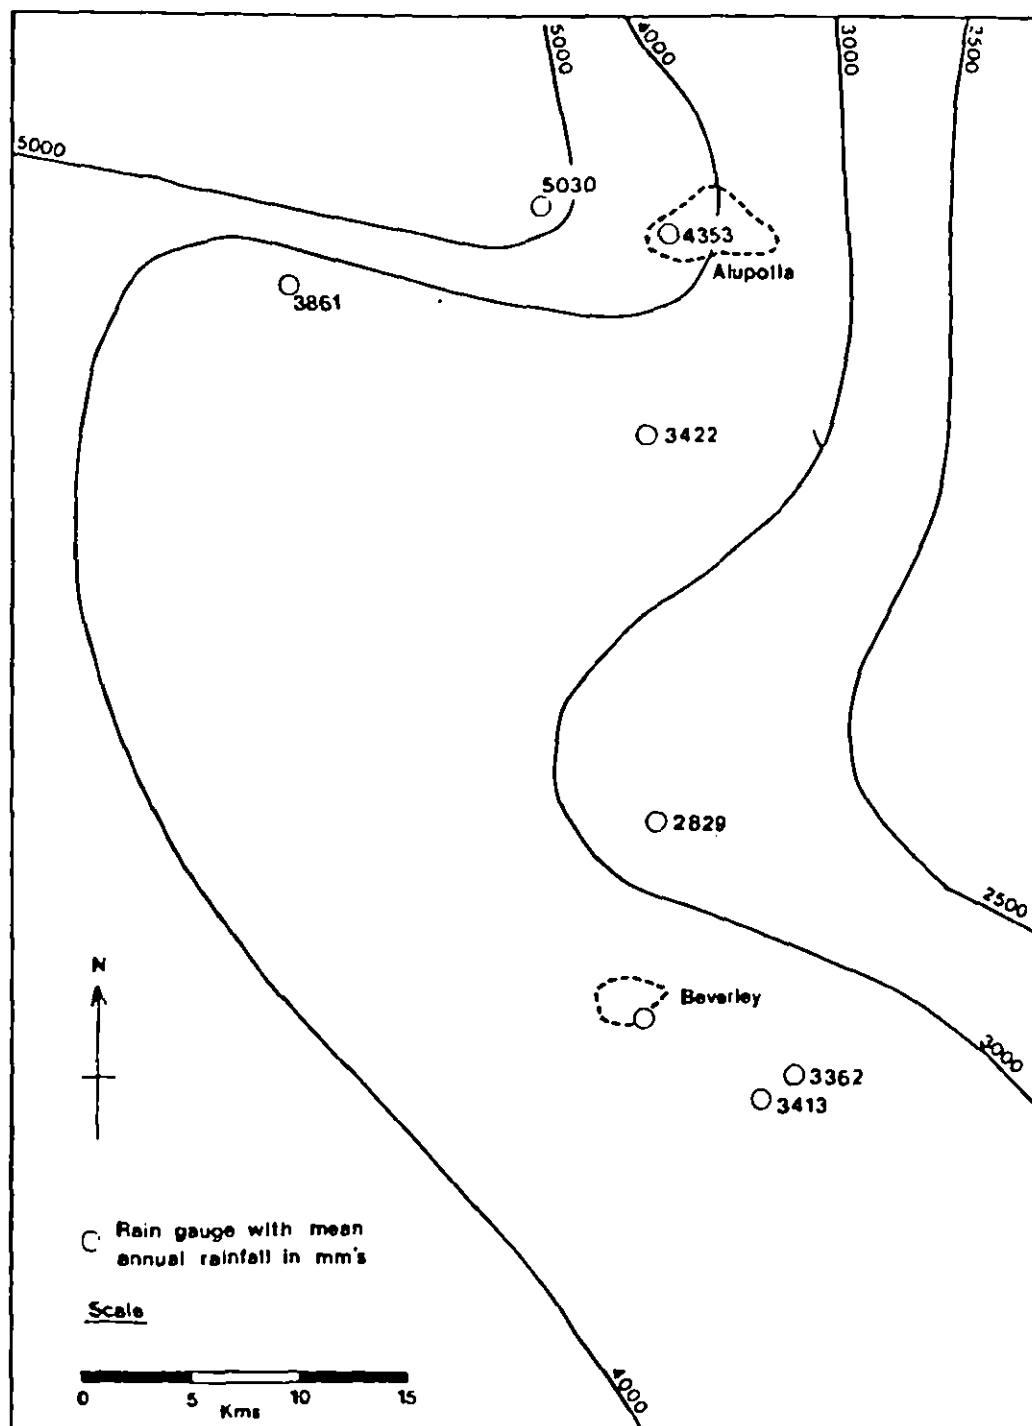 5000
4000
3000
2500
5000
5030
4353
Alupolla
3861
3422
2829
2500
N
Beverley
3000
3362
3413
Rain gauge with mean
annual rainfall in mm's
Scale
0 5 10 15
Kms
4000